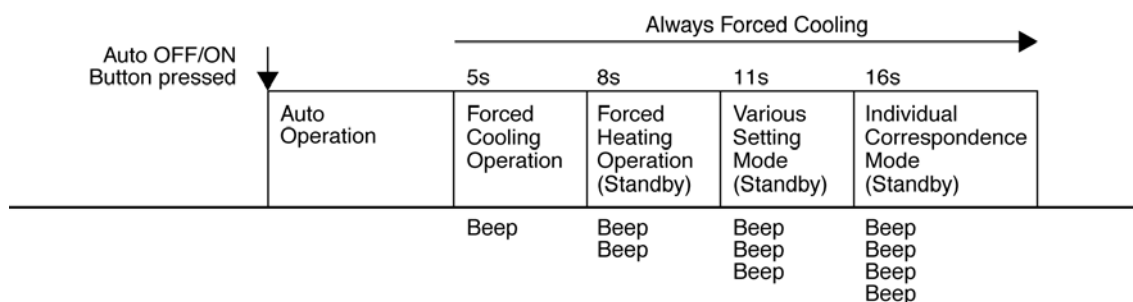 Always Forced Cooling
Auto OFF/ON
Button pressed
5s
8s
11s
16s
Auto
Operation
Forced
Cooling
Operation
Forced
Heating
Operation
(Standby)
Various
Setting
Mode
(Standby)
Individual
Correspondence
Mode
(Standby)
Beep
Beep
Beep
Beep
Beep
Beep
Beep
Beep
Beep
Beep